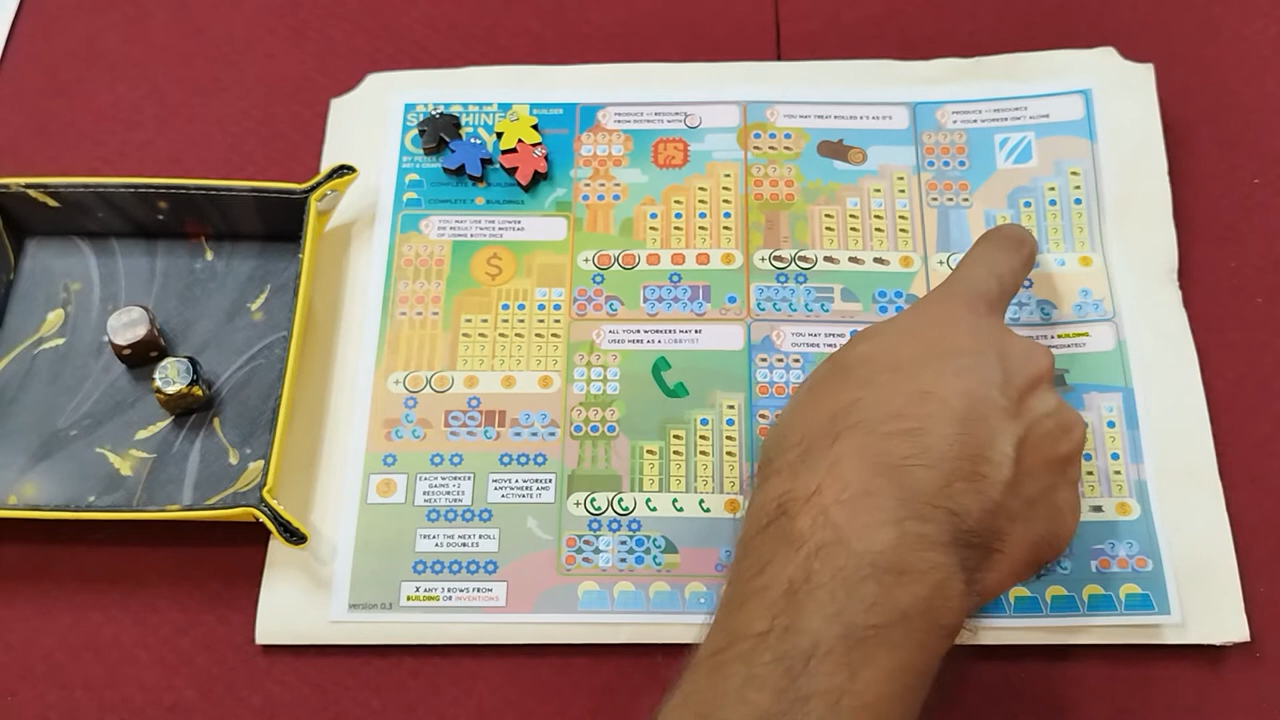 SUNSHINE
CITY
BUILDER
COMPLETE
BUILDING
COMPLETE 7
BUILDINGS
PRODUCE +1 RESOURCE
FROM DISTRICTS WITH
YOU MAY TREAT ROLLED 6'S AS 0'S
PRODUCE +1 RESOURCE
IF YOUR WORKER ISN'T ALONE
YOU MAY USE THE LOWER
DIE RESULT TWICE INSTEAD
OF USING BOTH DICE
ALL YOUR WORKERS MAY BE
USED HERE AS A LOBBYIST
YOU MAY SPEND
OUTSIDE THIS
A BUILDING,
3
EACH WORKER
GAINS +2
RESOURCES
NEXT TURN
MOVE A WORKER
ANYWHERE AND
ACTIVATE IT
TREAT THE NEXT ROLL
AS DOUBLES
X ANY 3 ROWS FROM
BUILDING OR INVENTIONS
version 0.3